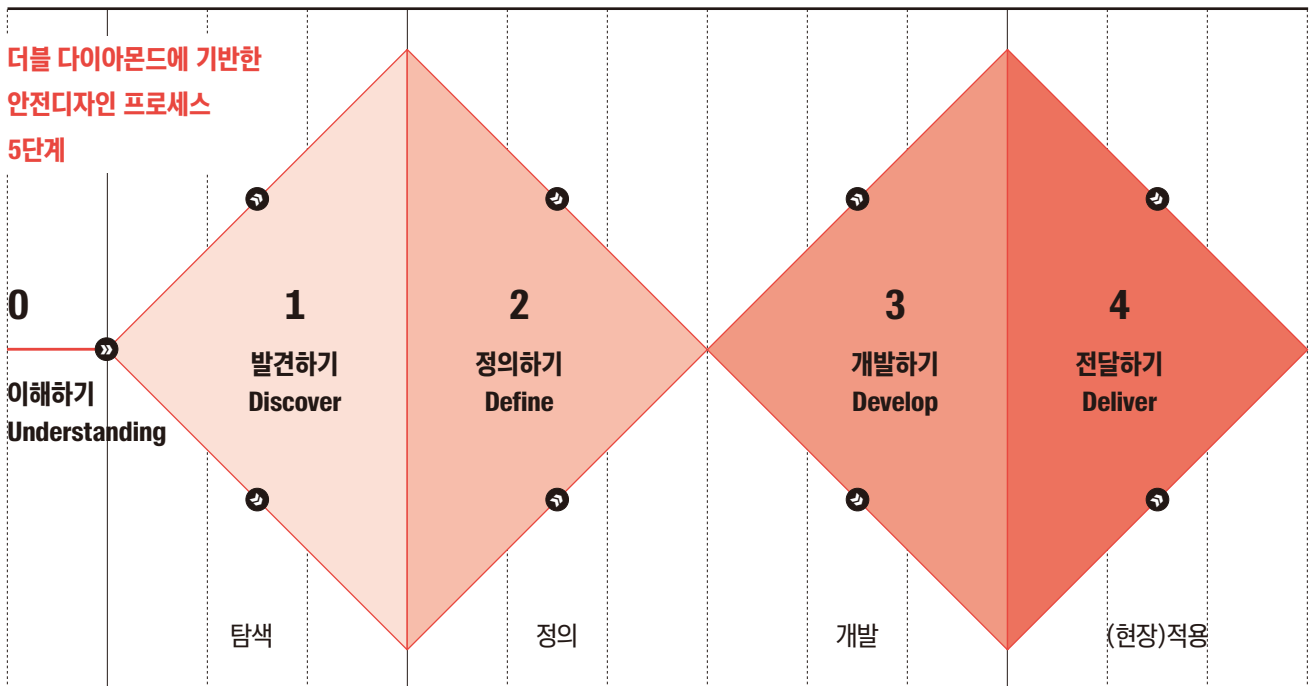 더블 다이아몬드에 기반한
안전디자인 프로세스
5단계
0
이해하기
Understanding
1
발견하기
Discover
2
정의하기
Define
3
개발하기
Develop
4
전달하기
Deliver
탐색
정의
개발
(현장)적용